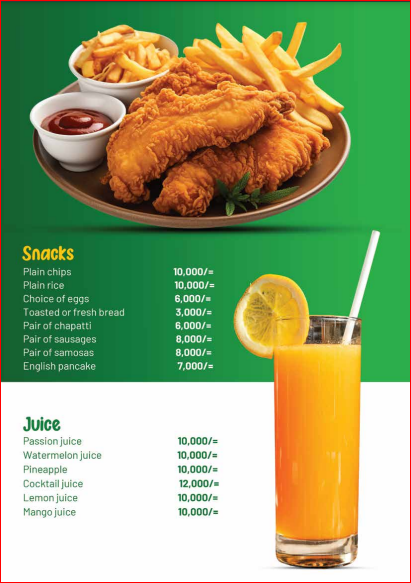 Snacks
Plain chips 10,000/=
Plain rice 10,000/=
Choice of eggs 6,000/=
Toasted or fresh bread 3,000/=
Pair of chapatti 6,000/=
Pair of sausages 8,000/=
Pair of samosas 8,000/=
English pancake 7,000/=
Juice
Passion juice 10,000/=
Watermelon juice 10,000/=
Pineapple 10,000/=
Cocktail juice 12,000/=
Lemon juice 10,000/=
Mango juice 10,000/=